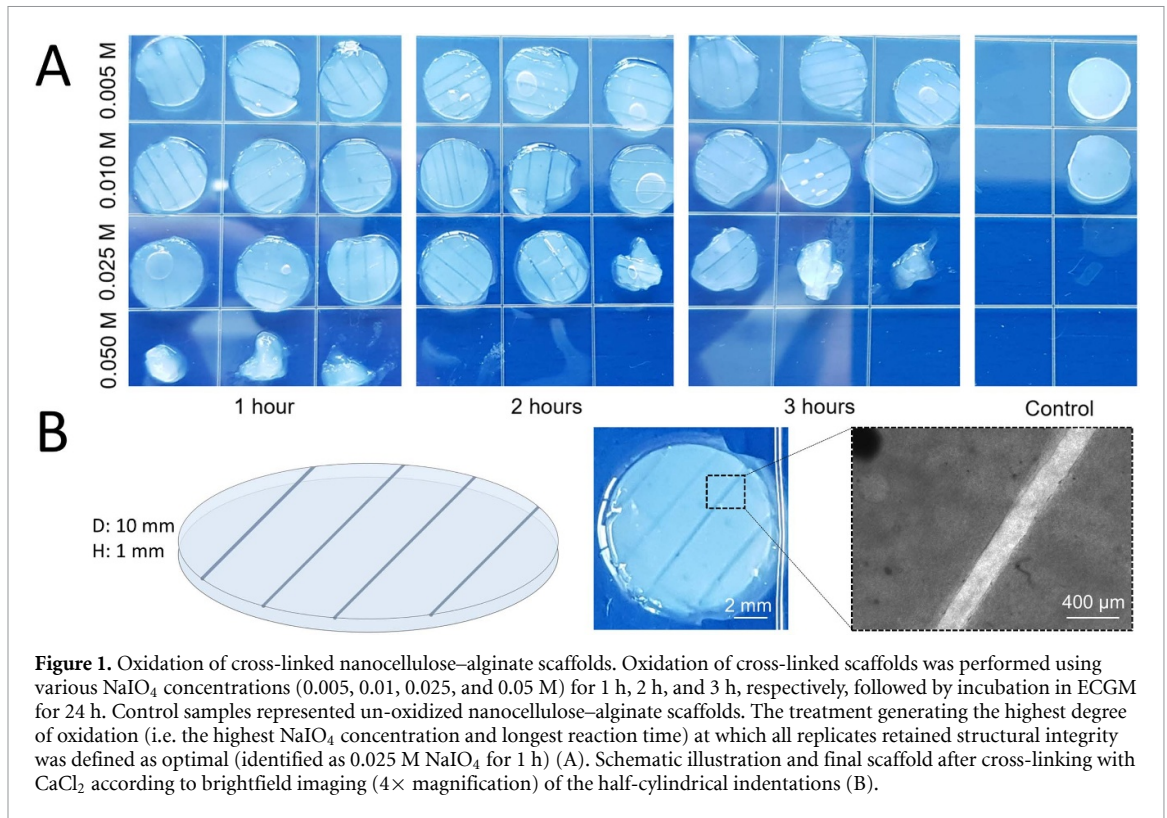 A
0.005 M
0.010 M
0.025 M
0.050 M
1 hour
2 hours
3 hours
Control
B
D: 10 mm
H: 1 mm
2 mm
400 µm
Figure 1. Oxidation of cross-linked nanocellulose–alginate scaffolds. Oxidation of cross-linked scaffolds was performed using
various NaIO₄ concentrations (0.005, 0.01, 0.025, and 0.05 M) for 1 h, 2 h, and 3 h, respectively, followed by incubation in ECGM
for 24 h. Control samples represented un-oxidized nanocellulose–alginate scaffolds. The treatment generating the highest degree
of oxidation (i.e. the highest NaIO₄ concentration and longest reaction time) at which all replicates retained structural integrity
was defined as optimal (identified as 0.025 M NaIO₄ for 1 h) (A). Schematic illustration and final scaffold after cross-linking with
CaCl₂ according to brightfield imaging (4× magnification) of the half-cylindrical indentations (B).